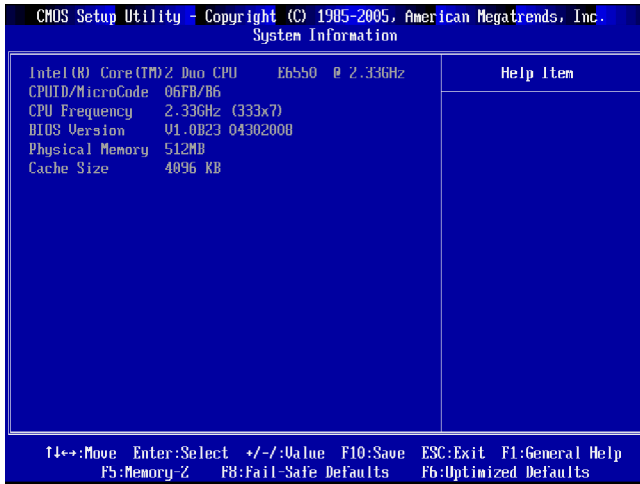 CMOS Setup Utility - Copyright (C) 1985-2005, American Megatrends, Inc.
System Information
Intel(R) Core(TM)2 Duo CPU E6550 @ 2.33GHz
Help Item
CPUID/MicroCode 06FB/B6
CPU Frequency 2.33GHz (333x7)
BIOS Version V1.0B23 04302008
Physical Memory 512MB
Cache Size 4096 KB
↑↓↔:Move Enter:Select +/-/:Value F10:Save ESC:Exit F1:General Help
F5:Memory-Z F8:Fail-Safe Defaults F6:Optimized Defaults